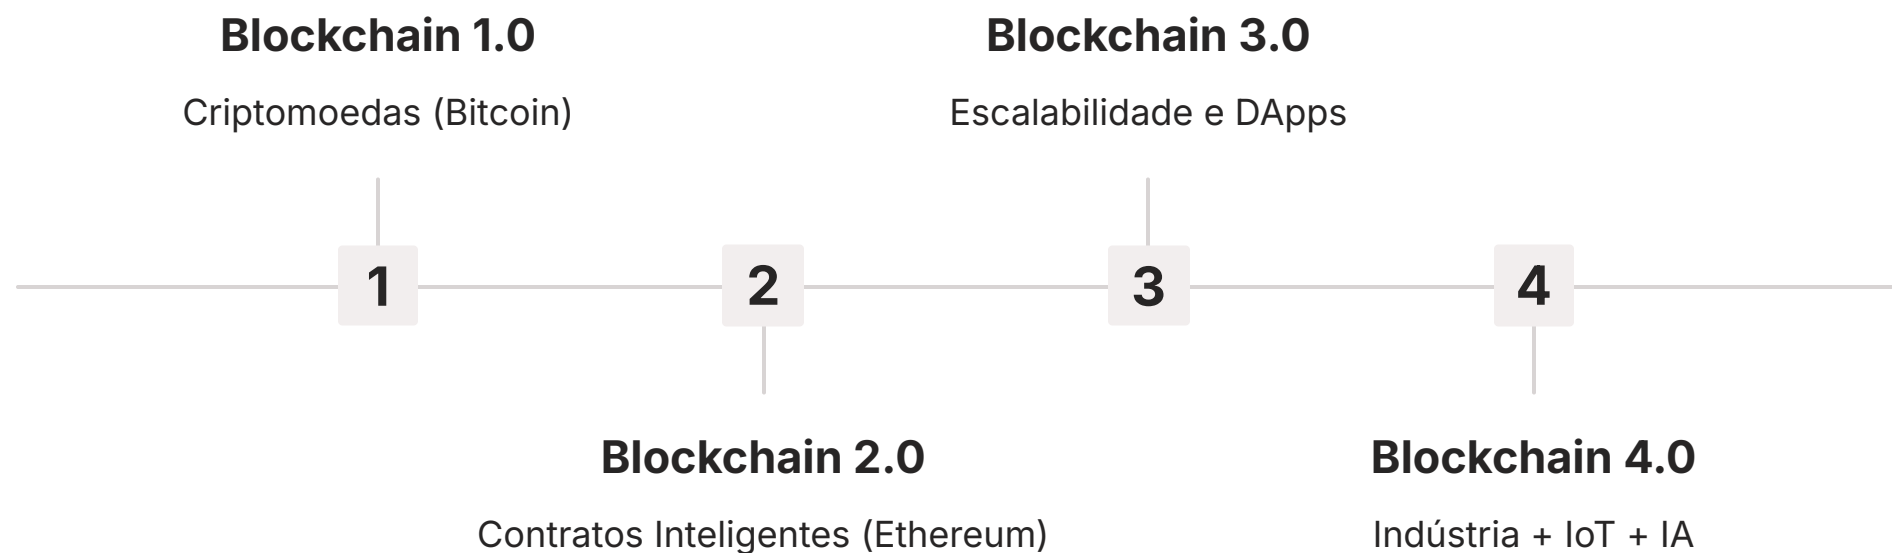 Blockchain 1.0
Criptomoedas (Bitcoin)
1
2
Blockchain 2.0
Contratos Inteligentes (Ethereum)
Blockchain 3.0
Escalabilidade e DApps
3
4
Blockchain 4.0
Indústria + IoT + IA